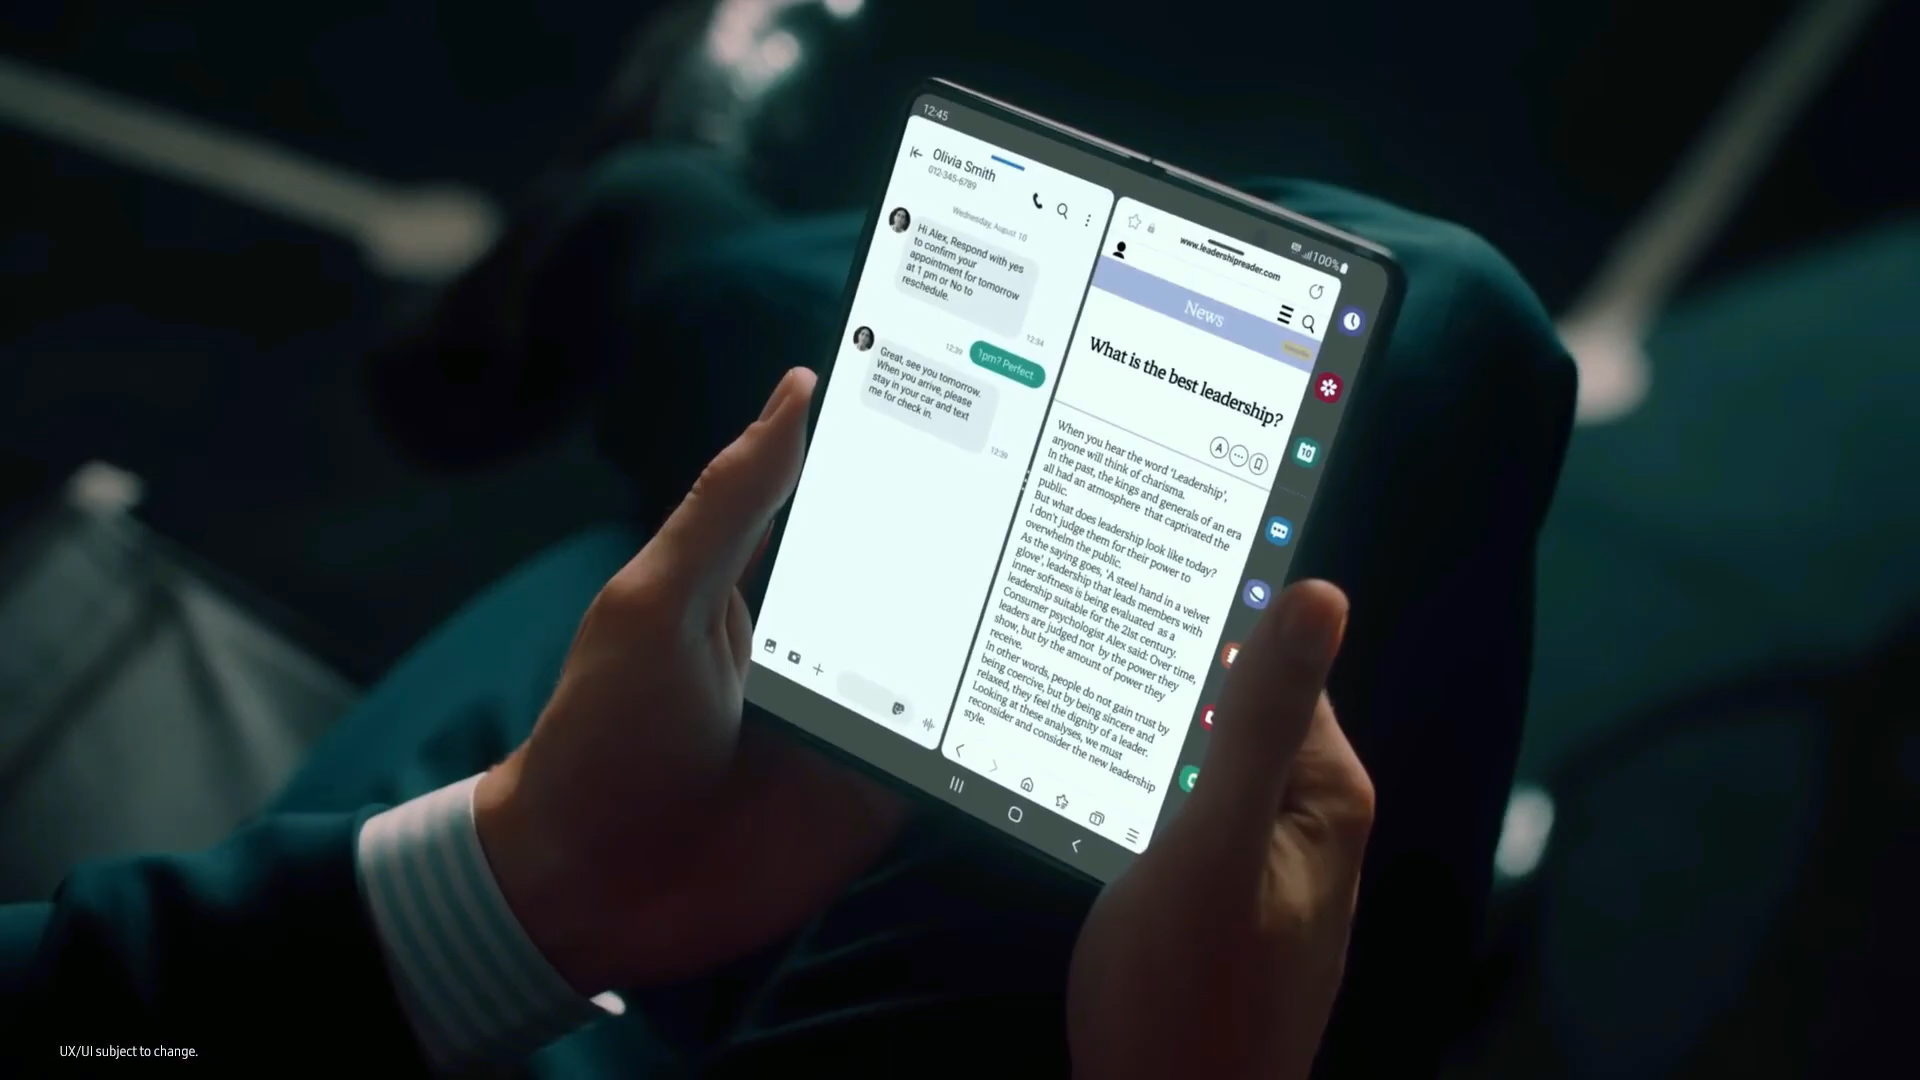 12:45
Olivia Smith
012-345-6789
Wednesday, August 10
Hi Alex, Respond with yes
to confirm your
appointment for tomorrow
at 1 pm or No to
reschedule.
12:34
12:39
1pm? Perfect.
Great, see you tomorrow.
When you arrive, please
stay in your car and text
me for check in.
12:39
100%
www.leadershipreader.com
News
What is the best leadership?
A
When you hear the word 'Leadership',
anyone will think of charisma.
In the past, the kings and generals of an era
all had an atmosphere that captivated the
public.
But what does leadership look like today?
I don't judge them for their power to
overwhelm the public.
As the saying goes, 'A steel hand in a velvet
glove', leadership that leads members with
inner softness is being evaluated as a
leadership suitable for the 21st century.
Consumer psychologist Alex said: Over time,
leaders are judged not by the power they
show, but by the amount of power they
receive.
In other words, people do not gain trust by
being coercive, but by being sincere and
relaxed, they feel the dignity of a leader.
Looking at these analyses, we must
reconsider and consider the new leadership
style.
10
UX/UI subject to change.